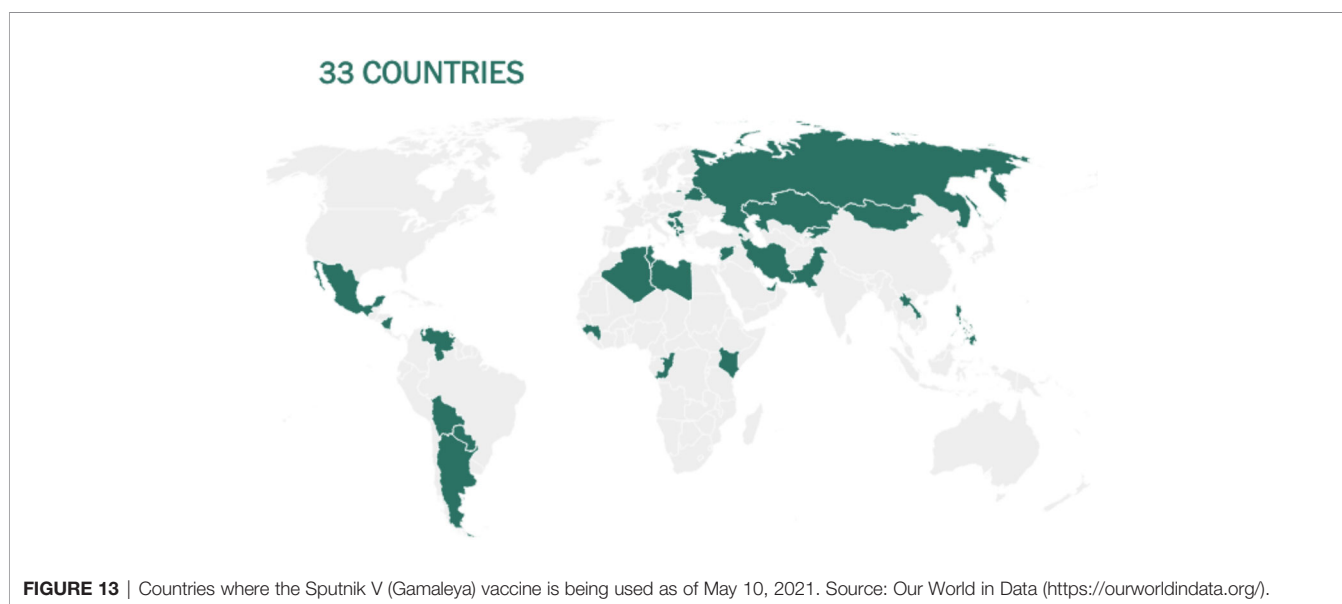 33 COUNTRIES
FIGURE 13 | Countries where the Sputnik V (Gamaleya) vaccine is being used as of May 10, 2021. Source: Our World in Data (https://ourworldindata.org/).